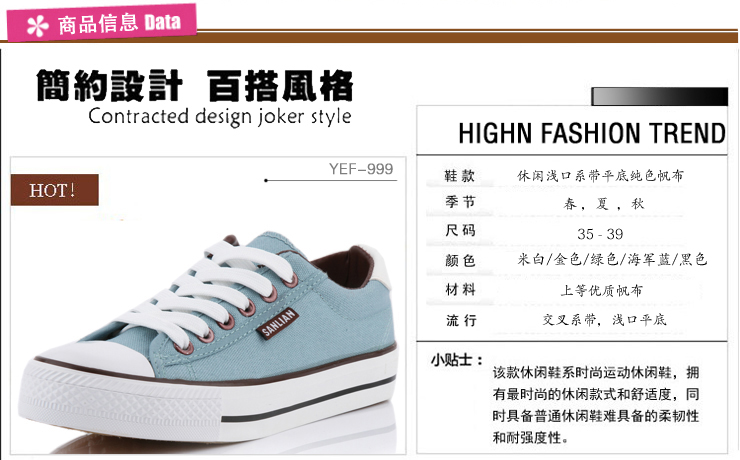 商品信息 Data
簡約設計 百搭風格
Contracted design joker style
HIGHN FASHION TREND
YEF-999
HOT!
SANLIAN
鞋 款 休闲浅口系带平底纯色帆布
季 节 春，夏，秋
尺 码 35 - 39
颜 色 米白/金色/绿色/海军蓝/黑色
材 料 上等优质帆布
流 行 交叉系带，浅口平底
小贴士：
该款休闲鞋系时尚运动休闲鞋，拥
有最时尚的休闲款式和舒适度，同
时具备普通休闲鞋难具备的柔韧性
和耐强度性。